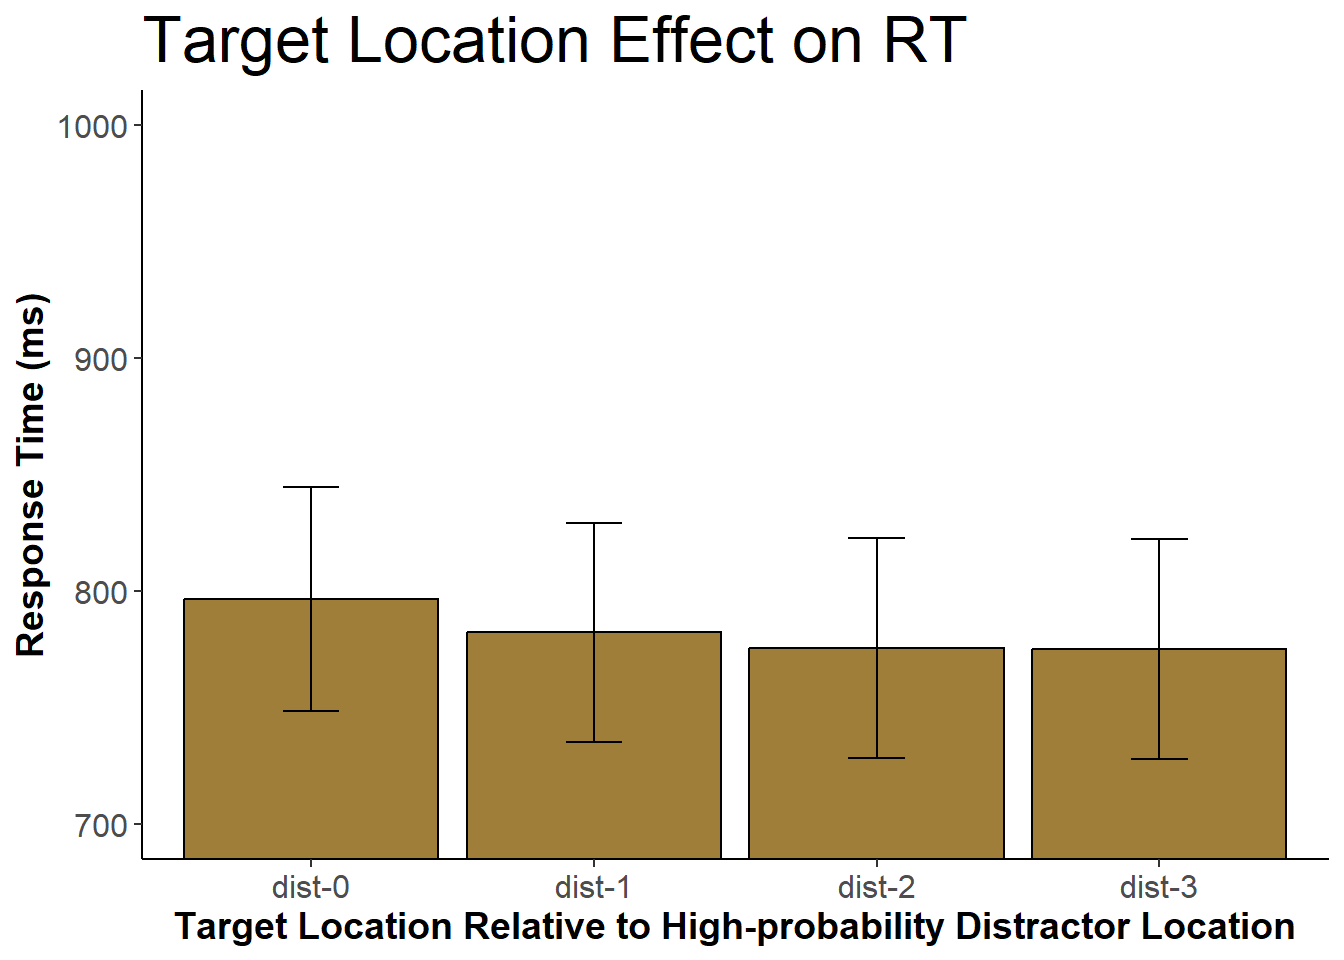 Target Location Effect on RT
1000
900
800
700
Response Time (ms)
dist-0 dist-1 dist-2 dist-3
Target Location Relative to High-probability Distractor Location